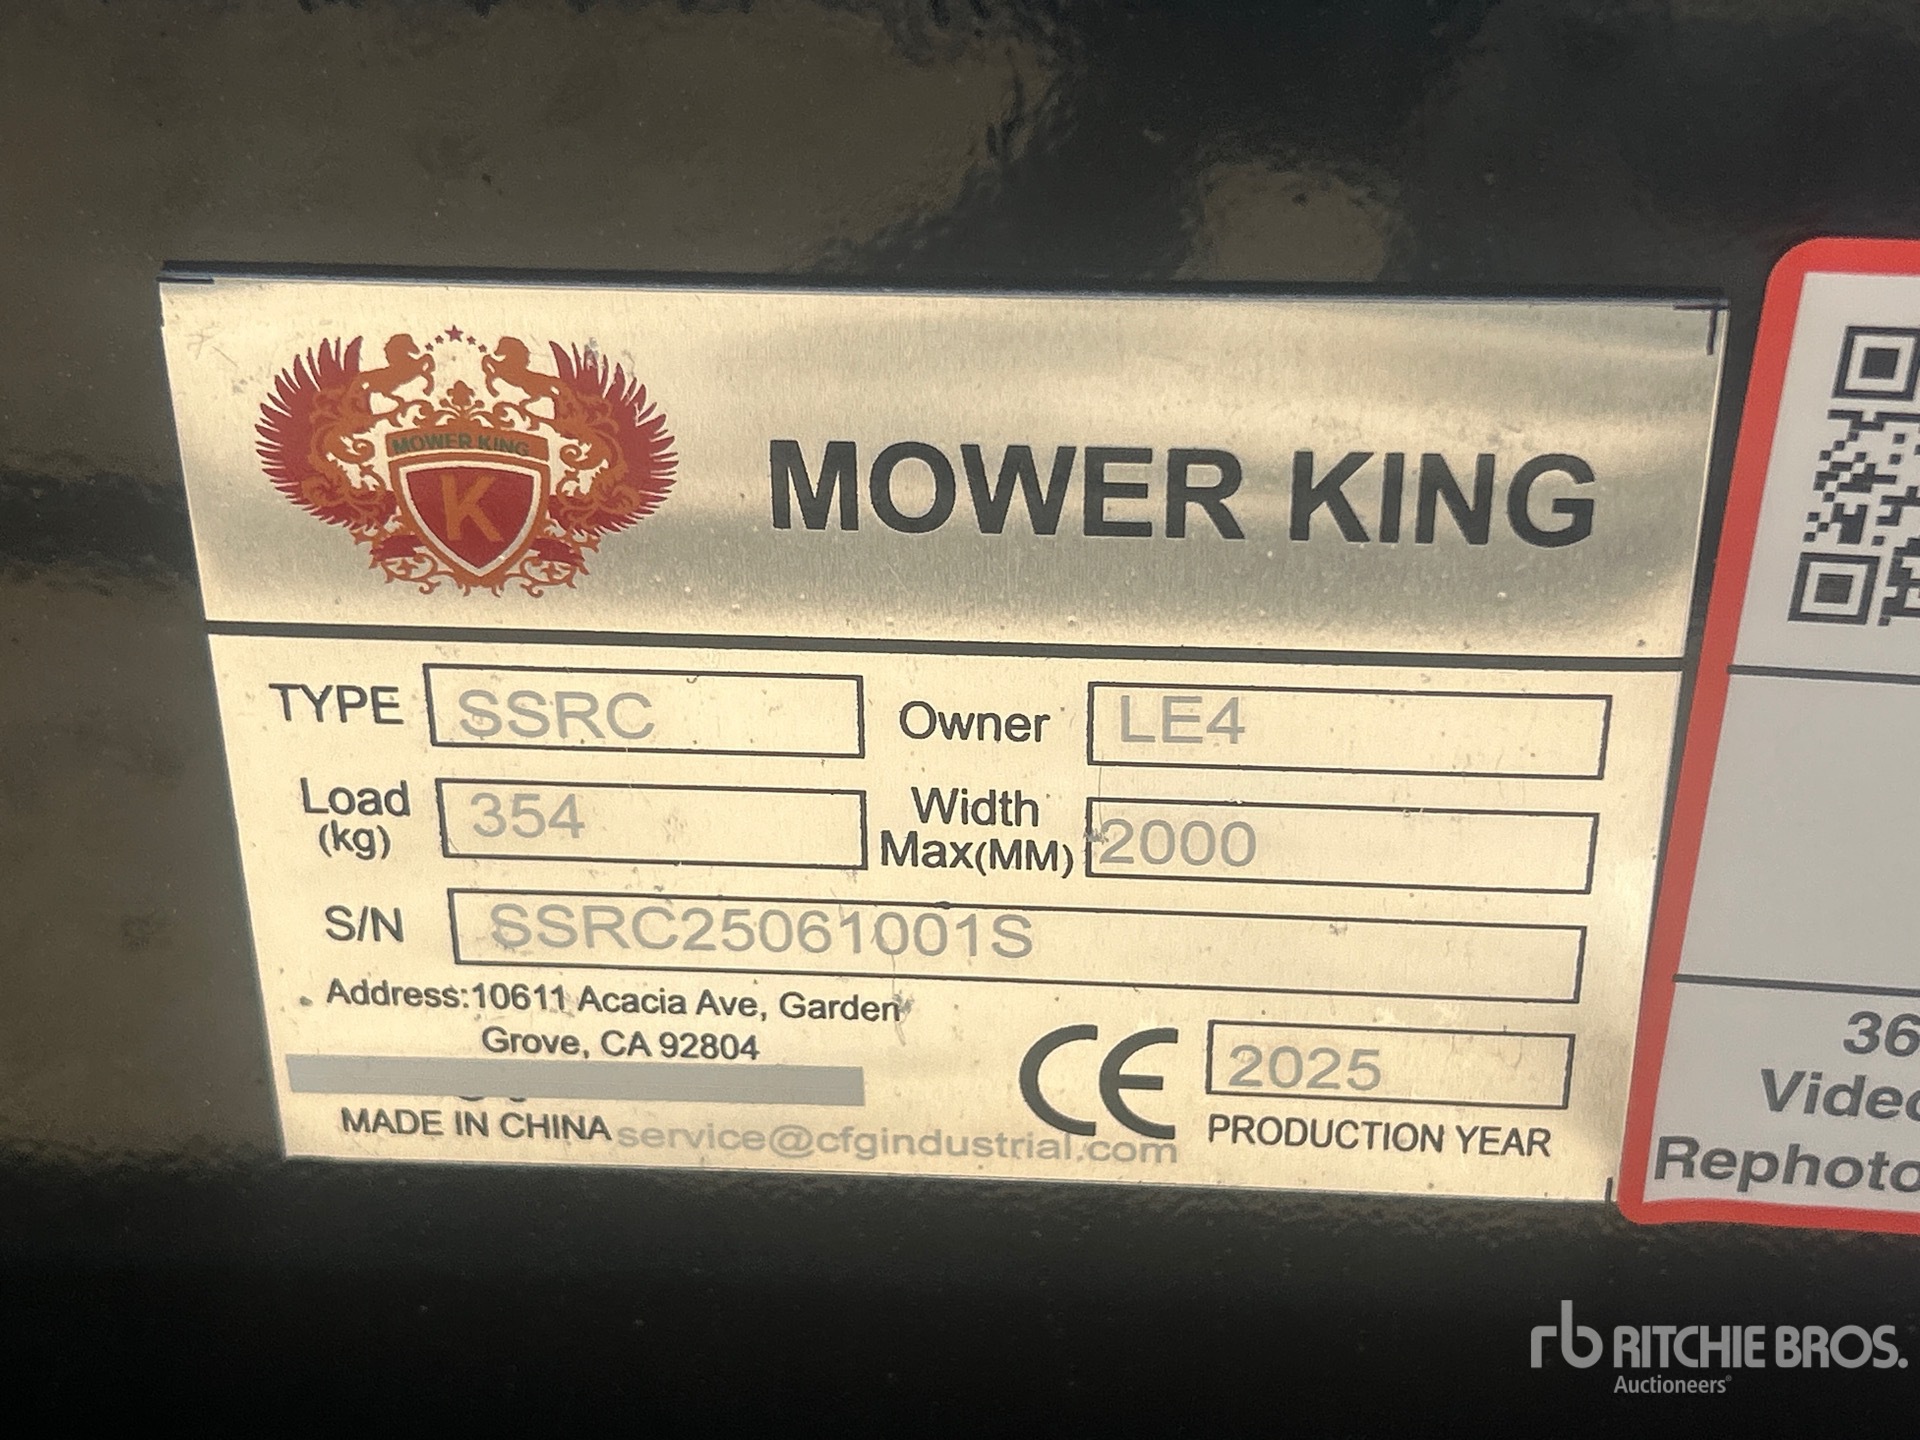 MOWER KING
K
MOWER KING
TYPE SSRC Owner LE4
Load (kg) 354 Width Max(MM) 2000
S/N SSRC25061001S
Address:10611 Acacia Ave, Garden
Grove, CA 92804
MADE IN CHINA service@cfgindustrial.com
CE
2025
PRODUCTION YEAR
36
Video
Rephoto
rb RITCHIE BROS.
Auctioneers